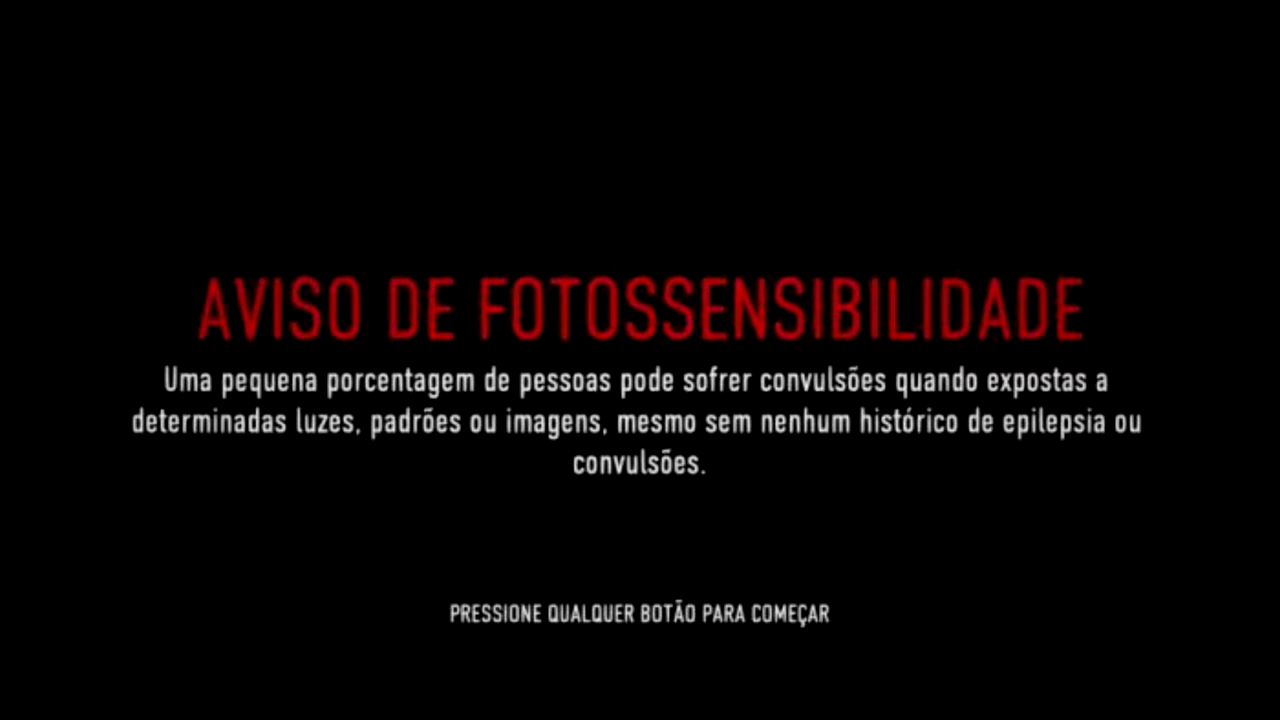 AVISO DE FOTOSSENSIBILIDADE
Uma pequena porcentagem de pessoas pode sofrer convulsões quando expostas a
determinadas luzes, padrões ou imagens, mesmo sem nenhum histórico de epilepsia ou
convulsões.
PRESSIONE QUALQUER BOTÃO PARA COMEÇAR